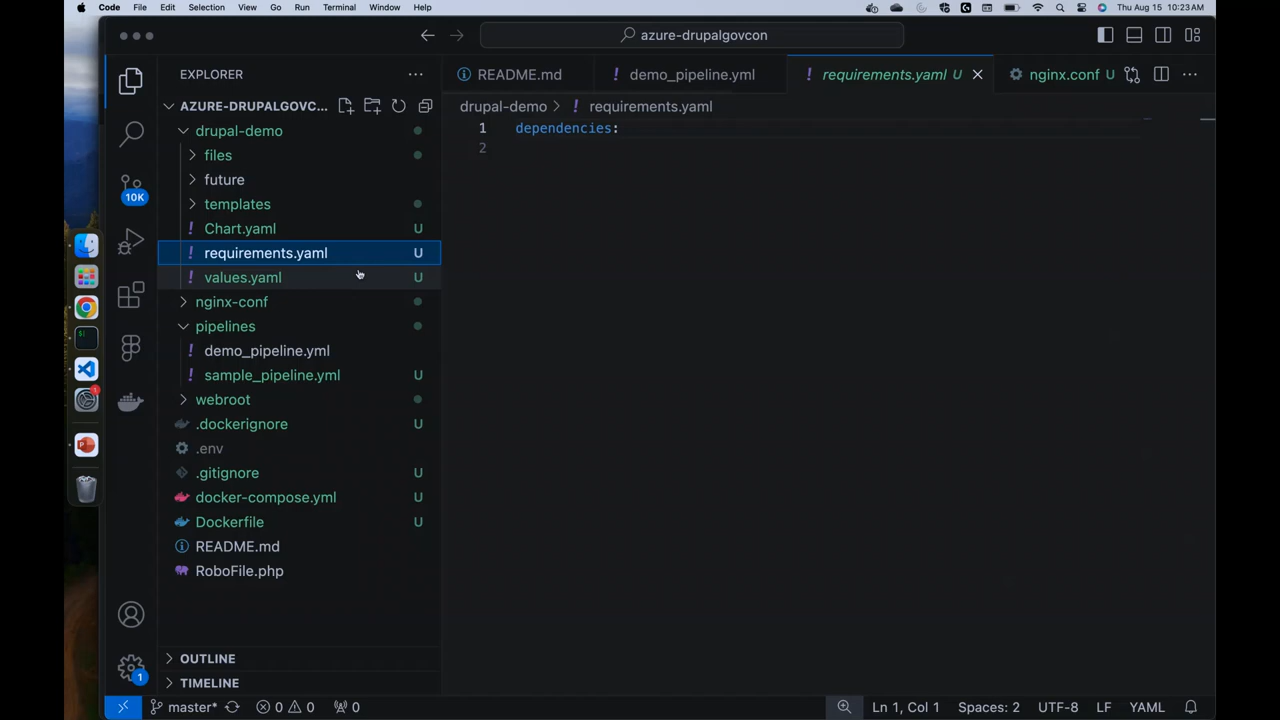 Code File Edit Selection View Go Run Terminal Window Help Thu Aug 15 10:23 AM
azure-drupalgovcon
EXPLORER
README.md
demo_pipeline.yml
requirements.yaml U
nginx.conf U
AZURE-DRUPALGOVC...
drupal-demo > requirements.yaml
drupal-demo
1 dependencies:
2
files
future
templates
Chart.yaml U
requirements.yaml U
values.yaml U
nginx-conf
pipelines
demo_pipeline.yml
sample_pipeline.yml U
webroot
.dockerignore U
.env
.gitignore U
docker-compose.yml U
Dockerfile U
README.md
RoboFile.php
10K
1
OUTLINE
TIMELINE
1
master* 0 0 0 Ln 1, Col 1 Spaces: 2 UTF-8 LF YAML